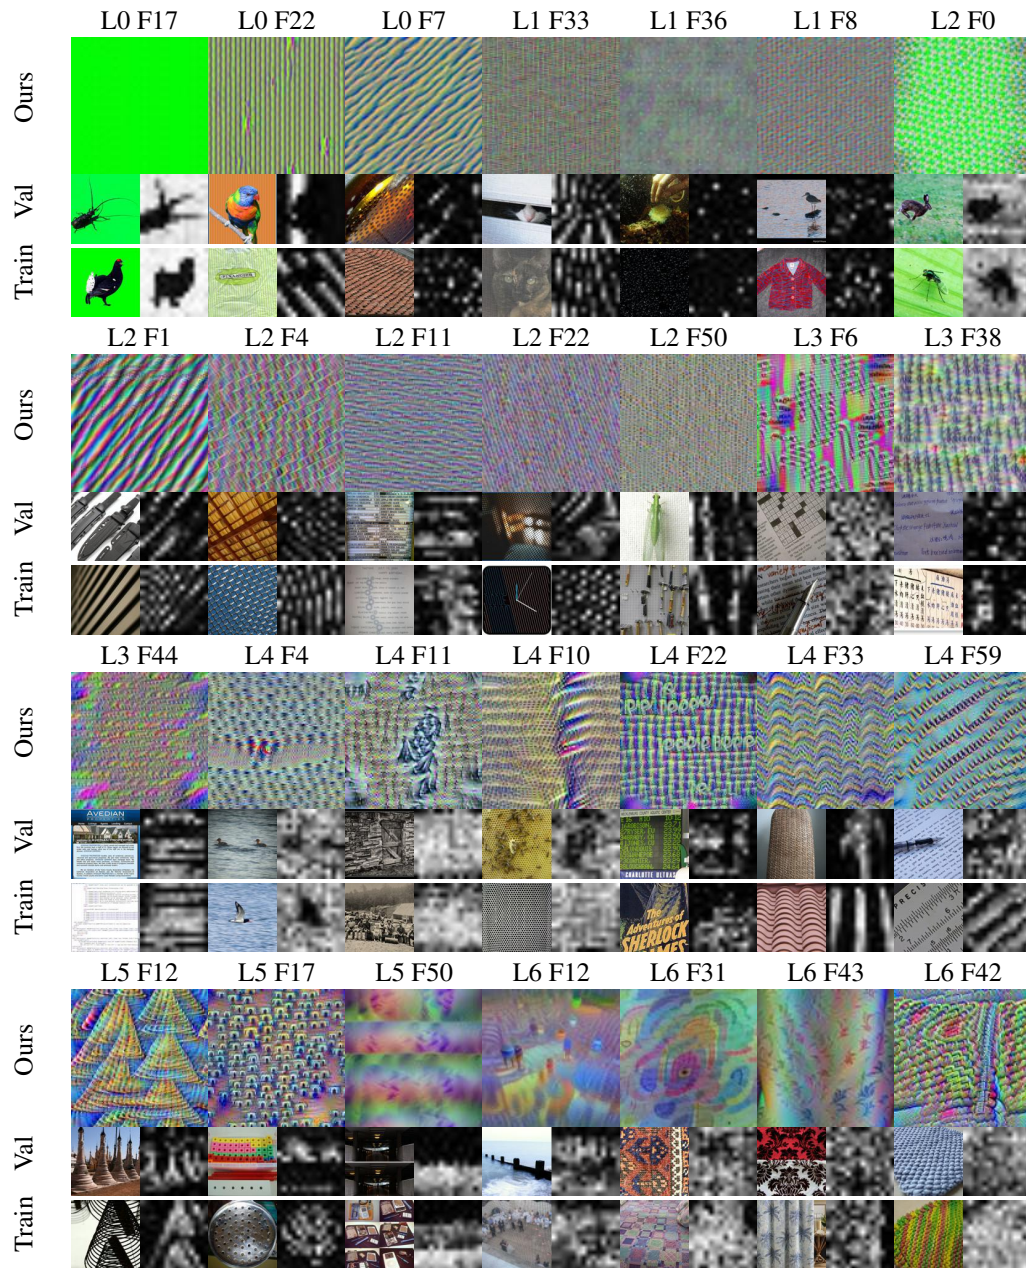 L0 F17 L0 F22 L0 F7 L1 F33 L1 F36 L1 F8 L2 F0
Ours
Val
Train
L2 F1 L2 F4 L2 F11 L2 F22 L2 F50 L3 F6 L3 F38
Ours
Val
Train
L3 F44 L4 F4 L4 F11 L4 F10 L4 F22 L4 F33 L4 F59
Ours
Val
AVEDIAN
CHARLOTTE ULTRAS
Train
The
Adventures of
SHERLOCK
PRECIS
L5 F12 L5 F17 L5 F50 L6 F12 L6 F31 L6 F43 L6 F42
Ours
Val
Train